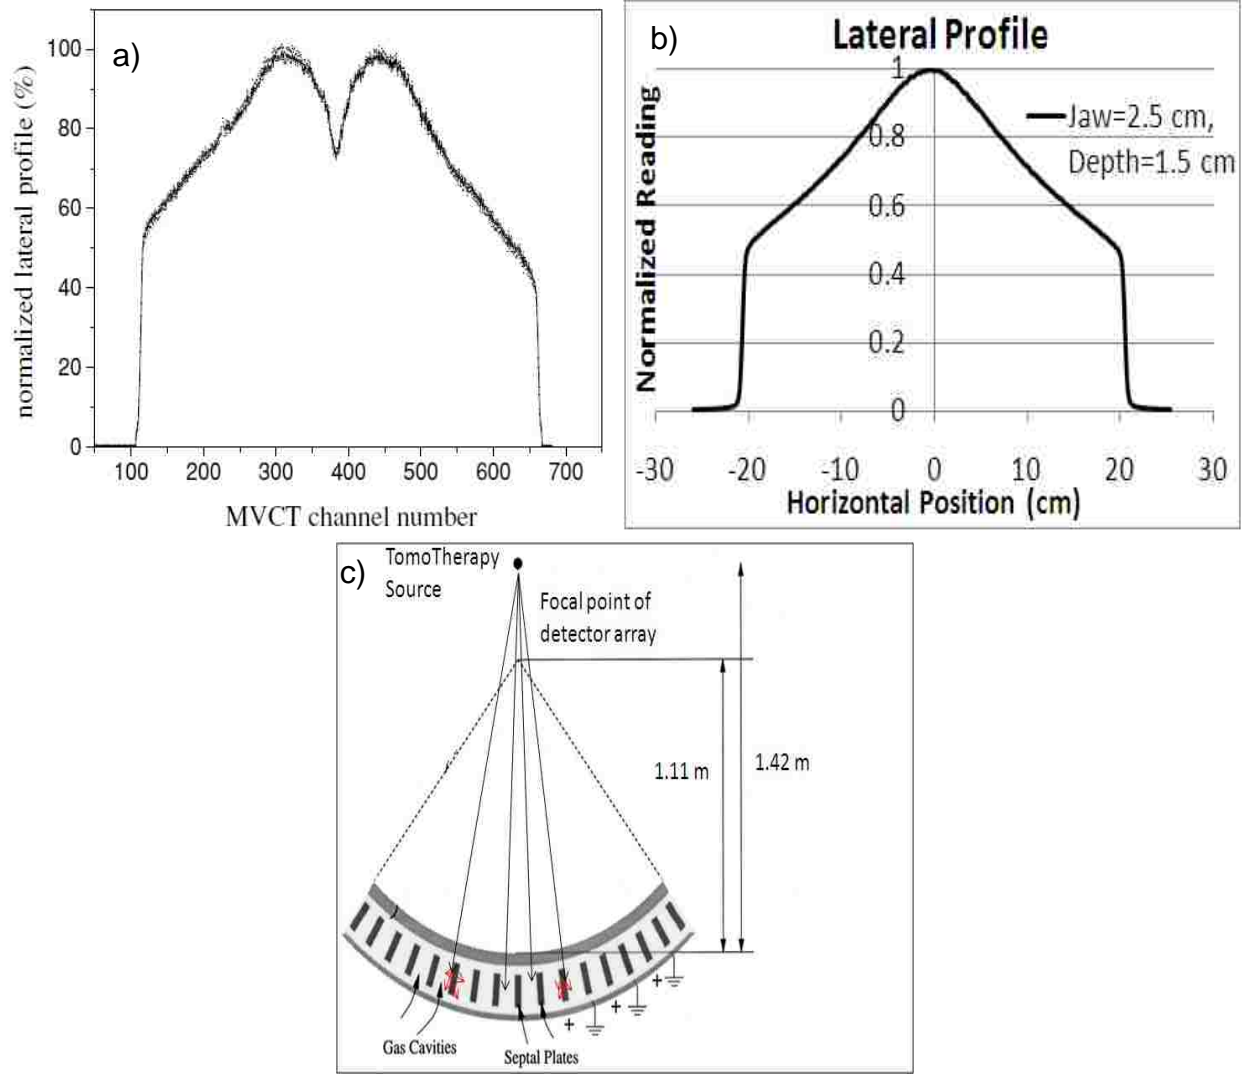 a)
normalized lateral profile (%)
100
80
60
40
20
0
100 200 300 400 500 600 700
MVCT channel number
b)
Lateral Profile
Normalized Reading
1
0.8
0.6
0.4
0.2
0
Jaw=2.5 cm,
Depth=1.5 cm
-30 -20 -10 0 10 20 30
Horizontal Position (cm)
c)
TomoTherapy
Source
Focal point of
detector array
1.11 m
1.42 m
+
+
+
Gas Cavities
Septal Plates